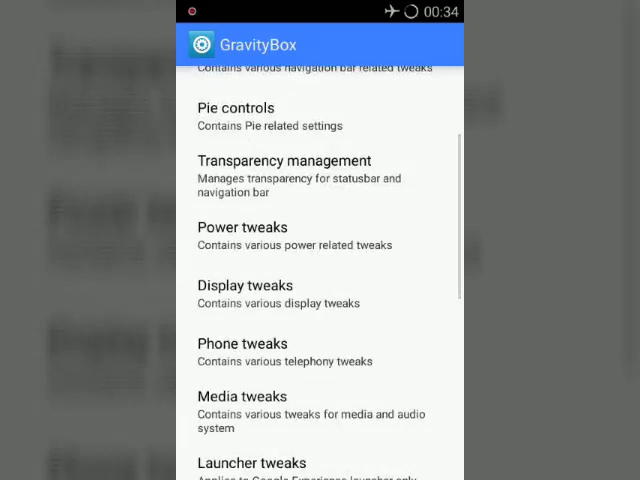 00:34
GravityBox
Contains various navigation bar related tweaks
Pie controls
Contains Pie related settings
Transparency management
Manages transparency for statusbar and
navigation bar
Power tweaks
Contains various power related tweaks
Display tweaks
Contains various display tweaks
Phone tweaks
Contains various telephony tweaks
Media tweaks
Contains various tweaks for media and audio
system
Launcher tweaks
Applies to Google Experience launcher only